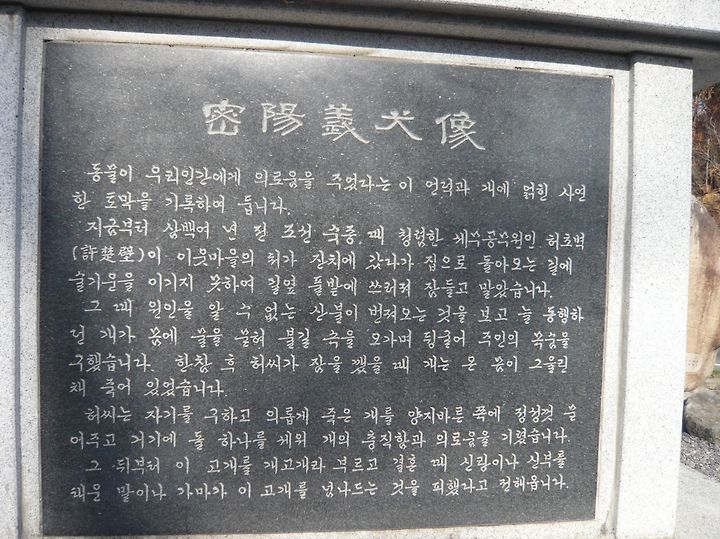 密陽義犬像
동물이 우리인간에게 의로움을 주었다는 이 언덕과 개에 얽힌 사연
한 토막을 기록하여 둡니다.
지금부터 삼백여 년 전 조선 숙종 때 청렴한 세무공무원인 허초벽
(許楚壁)이 이웃마을의 회가 잔치에 갔다가 집으로 돌아오는 길에
술기운을 이기지 못하여 길옆 풀밭에 쓰러져 잠들고 말았습니다.
그 때 원인을 알 수 없는 산불이 번져오는 것을 보고 늘 동행하
던 개가 몸에 물을 묻혀 불길 속을 오가며 뒹굴어 주인의 목숨을
구했습니다. 한참 후 허씨가 잠을 깼을 때 개는 온 몸이 그을린
채 죽어 있었습니다.
허씨는 자기를 구하고 의롭게 죽은 개를 양지바른 쪽에 정성껏 묻
어주고 거기에 돌 하나를 세워 개의 충직함과 의로움을 기렸습니다.
그 뒤부터 이 고개를 개고개라 부르고 결혼 때 신랑이나 신부를
태운 말이나 가마가 이 고개를 넘나드는 것을 피했다고 전해옵니다.